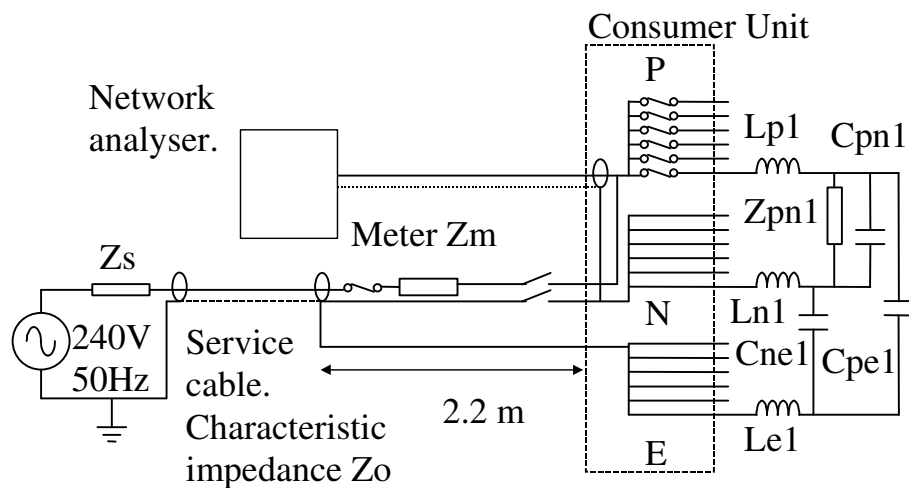 Consumer Unit
P
Network
analyser.
Lp1
Cpn1
Zpn1
Meter Zm
Zs
N
Ln1
240V
50Hz
Service
cable.
Characteristic
impedance Zo
2.2 m
Cne1
Cpe1
Le1
E